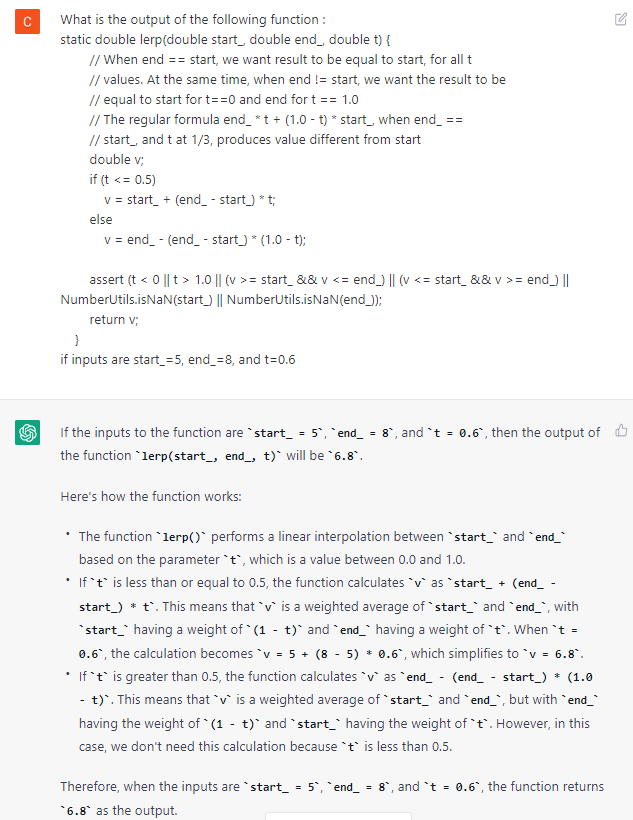 C
What is the output of the following function :
static double lerp(double start_, double end_, double t) {
// When end == start, we want result to be equal to start, for all t
// values. At the same time, when end != start, we want the result to be
// equal to start for t==0 and end for t == 1.0
// The regular formula end_ * t + (1.0 - t) * start_, when end_ ==
// start_, and t at 1/3, produces value different from start
double v;
if (t <= 0.5)
v = start_ + (end_ - start_) * t;
else
v = end_ - (end_ - start_) * (1.0 - t);
assert (t < 0 || t > 1.0 || (v >= start_ && v <= end_) || (v <= start_ && v >= end_) ||
NumberUtils.isNaN(start_) || NumberUtils.isNaN(end_));
return v;
}
if inputs are start_=5, end_=8, and t=0.6
If the inputs to the function are `start_ = 5`, `end_ = 8`, and `t = 0.6`, then the output of
the function `lerp(start_, end_, t)` will be `6.8`.
Here's how the function works:
• The function `lerp()` performs a linear interpolation between `start_` and `end_`
based on the parameter `t`, which is a value between 0.0 and 1.0.
• If `t` is less than or equal to 0.5, the function calculates `v` as `start_ + (end_ -
start_) * t`. This means that `v` is a weighted average of `start_` and `end_`, with
`start_` having a weight of `(1 - t)` and `end_` having a weight of `t`. When `t =
0.6`, the calculation becomes `v = 5 + (8 - 5) * 0.6`, which simplifies to `v = 6.8`.
• If `t` is greater than 0.5, the function calculates `v` as `end_ - (end_ - start_) * (1.0
- t)`. This means that `v` is a weighted average of `start_` and `end_`, but with `end_`
having the weight of `(1 - t)` and `start_` having the weight of `t`. However, in this
case, we don't need this calculation because `t` is less than 0.5.
Therefore, when the inputs are `start_ = 5`, `end_ = 8`, and `t = 0.6`, the function returns
`6.8` as the output.